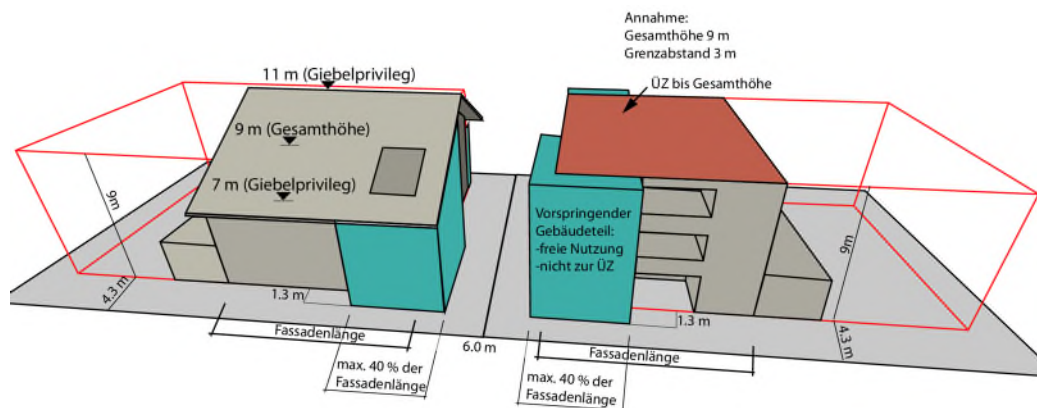 Annahme:
Gesamthöhe 9 m
Grenzabstand 3 m
11 m (Giebelprivileg)
ÜZ bis Gesamthöhe
9 m (Gesamthöhe)
7 m (Giebelprivileg)
9m
Vorspringender
Gebäudeteil:
-freie Nutzung
-nicht zur ÜZ
9m
4.3 m
1.3 m
1.3 m
4.3 m
Fassadenlänge
6.0 m
Fassadenlänge
max. 40 % der
Fassadenlänge
max. 40 % der
Fassadenlänge